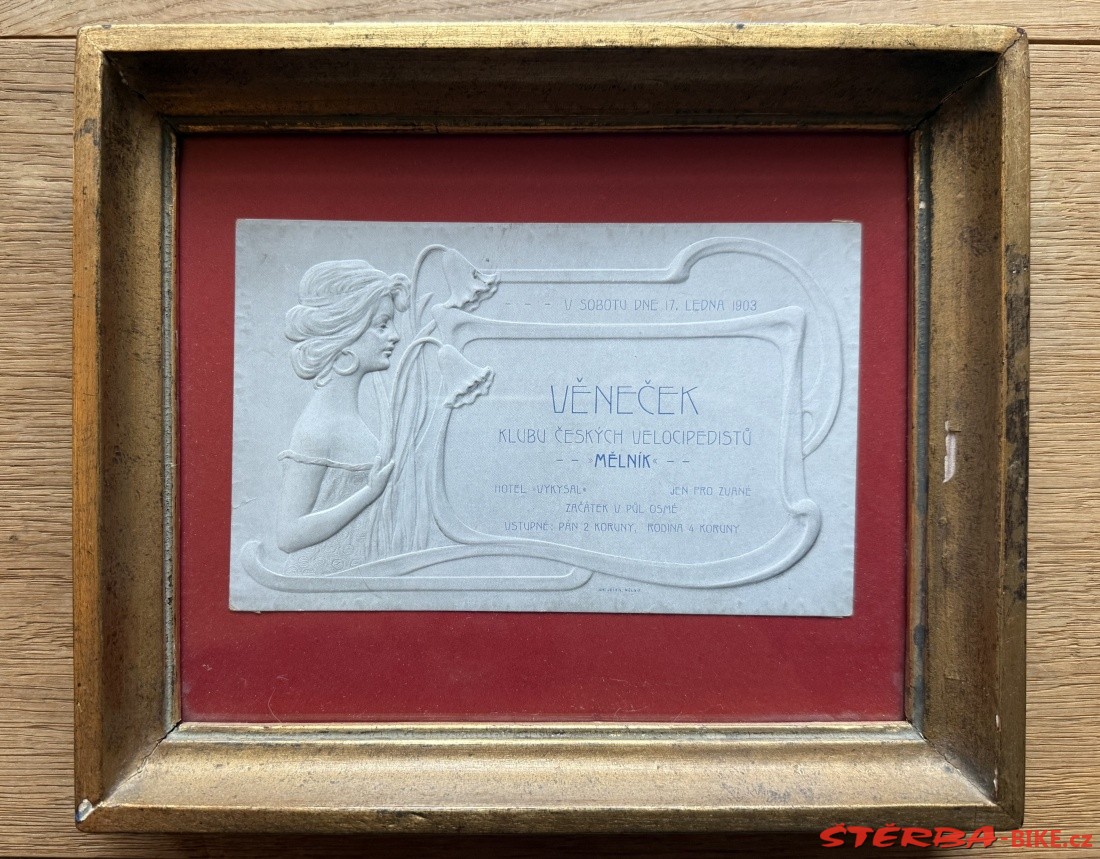 - - - V SOBOTU DNE 17. LEDNA 1903
VĚNEČEK
KLUBU ČESKÝCH VELOCIPEDISTŮ
- - »MĚLNÍK« - -
HOTEL »VYKYSAL« JEN PRO ZVANÉ
ZAČÁTEK V PŮL OSMÉ
VSTUPNÉ: PÁN 2 KORUNY, RODINA 4 KORUNY
ŠTĚRBA-BIKE.cz